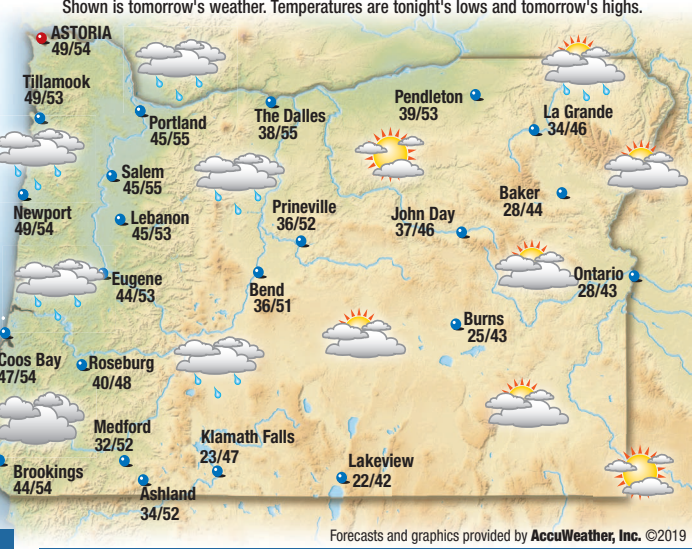 Shown is tomorrow's weather. Temperatures are tonight's lows and tomorrow's highs.
ASTORIA
49/54
Tillamook
49/53
Portland
45/55
The Dalles
38/55
Pendleton
39/53
La Grande
34/46
Salem
45/55
Newport
49/54
Lebanon
45/53
Prineville
36/52
John Day
37/46
Baker
28/44
Eugene
44/53
Bend
36/51
Ontario
28/43
Burns
25/43
Coos Bay
47/54
Roseburg
40/48
Medford
32/52
Klamath Falls
23/47
Lakeview
22/42
Brookings
44/54
Ashland
34/52
Forecasts and graphics provided by AccuWeather, Inc. ©2019